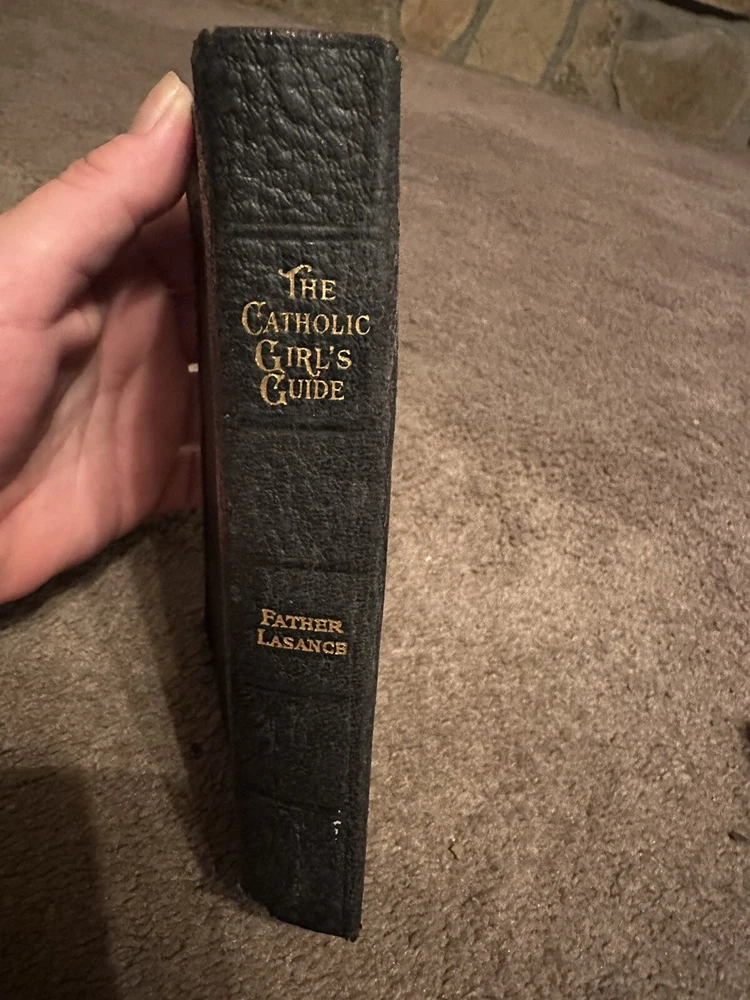 THE
CATHOLIC
GIRL'S
GUIDE
FATHER
LASANCE